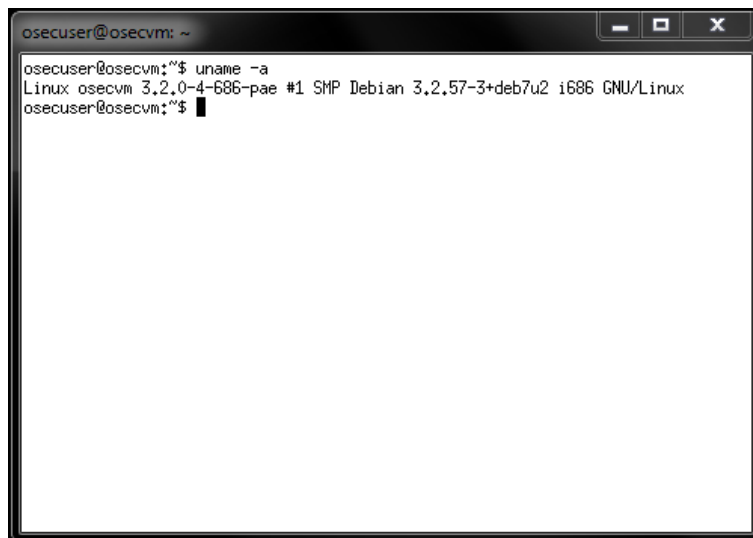 osecuser@osecvm: ~
osecuser@osecvm:~$ uname -a
Linux osecvm 3.2.0-4-686-pae #1 SMP Debian 3.2.57-3+deb7u2 i686 GNU/Linux
osecuser@osecvm:~$